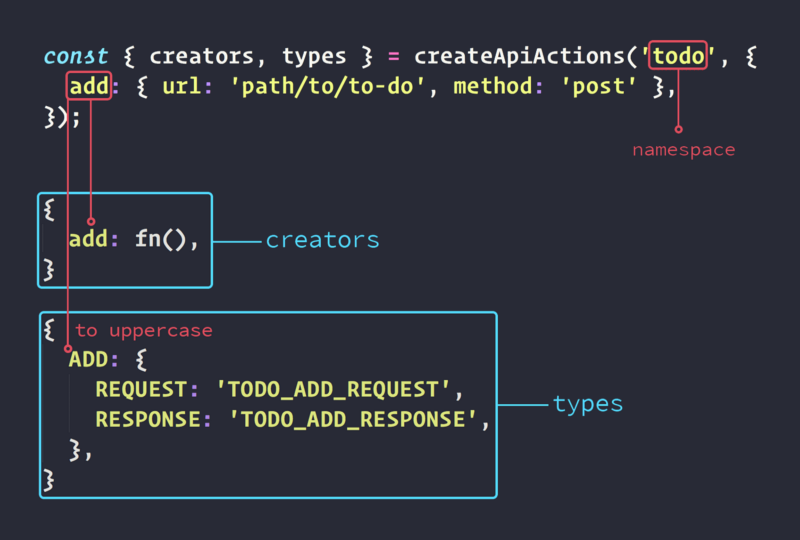 const { creators, types } = createApiActions('todo', {
add: { url: 'path/to/to-do', method: 'post' },
});
namespace
{
add: fn(),
}
creators
{ to uppercase
ADD: {
REQUEST: 'TODO_ADD_REQUEST',
RESPONSE: 'TODO_ADD_RESPONSE',
},
}
types